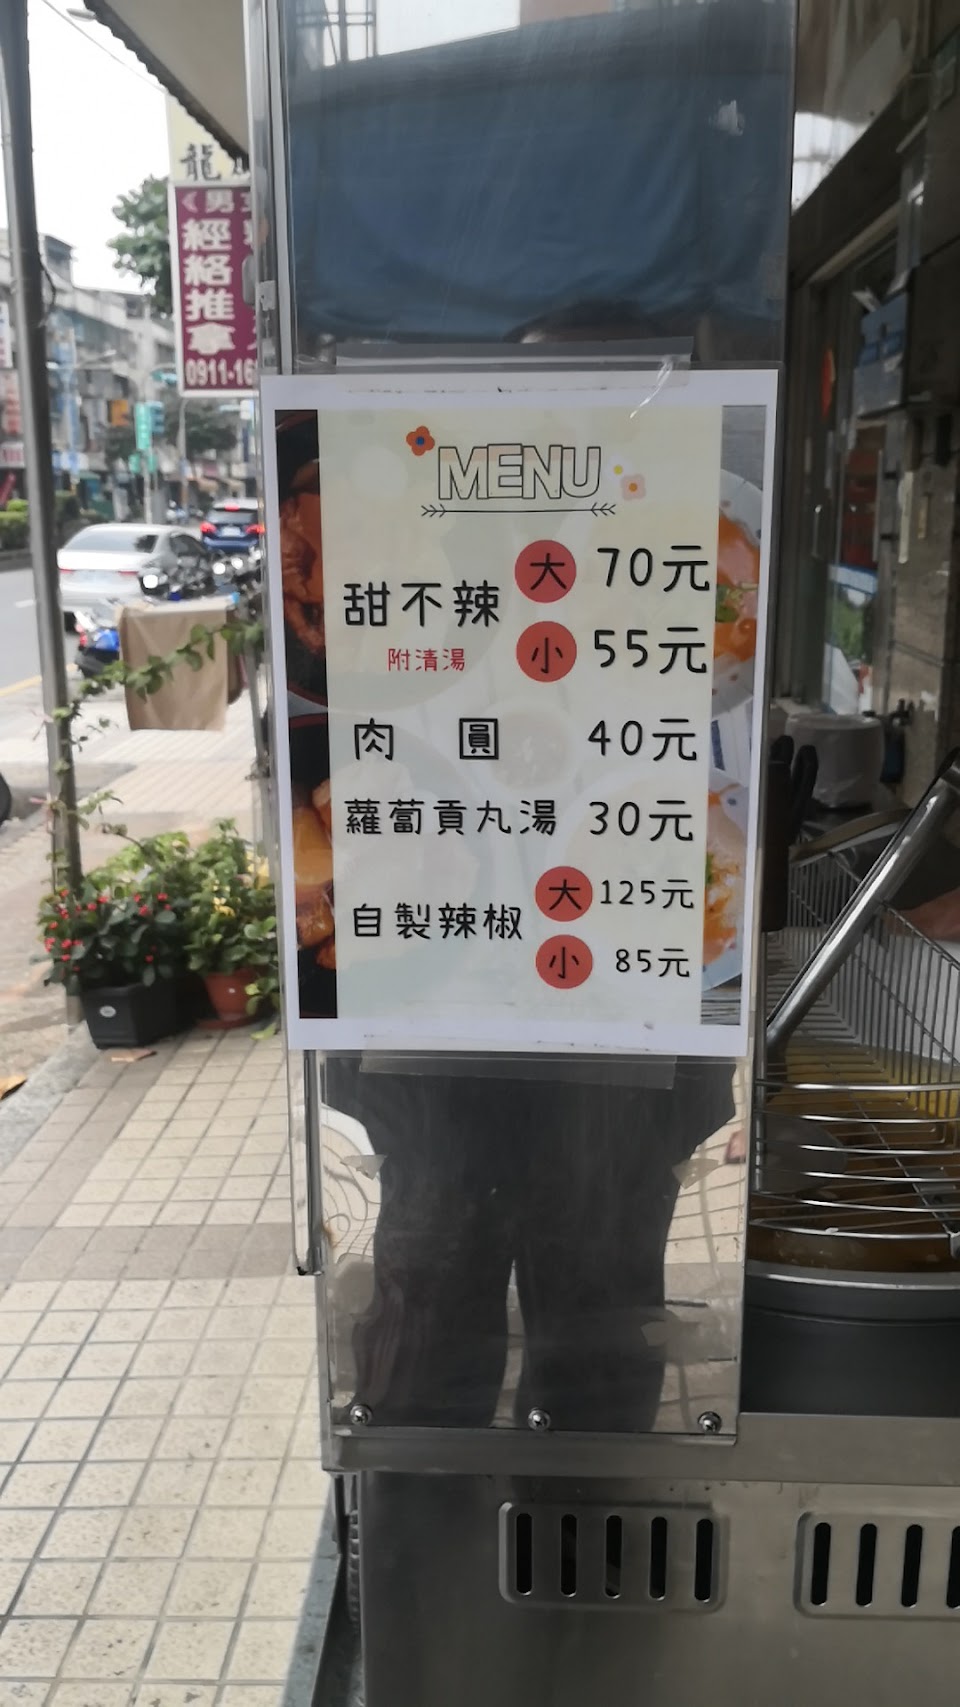 龍
男
經絡推拿
0911-16
MENU
甜不辣 大 70元
附清湯 小 55元
肉圓 40元
蘿蔔貢丸湯 30元
自製辣椒 大 125元
小 85元